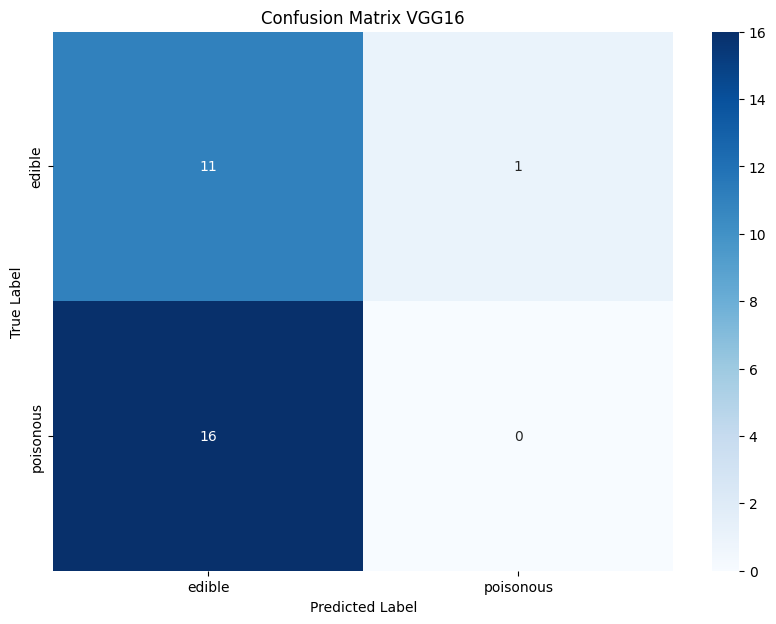 Confusion Matrix VGG16
True Label
edible
poisonous
11
1
16
0
edible
poisonous
Predicted Label
16
14
12
10
8
6
4
2
0